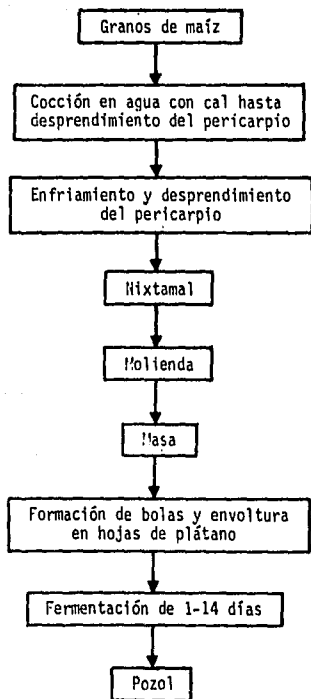 Granos de maíz
Cocción en agua con cal hasta
desprendimiento del pericarpio
Enfriamiento y desprendimiento
del pericarpio
Nixtamal
Molienda
Masa
Formación de bolas y envoltura
en hojas de plátano
Fermentación de 1-14 días
Pozol